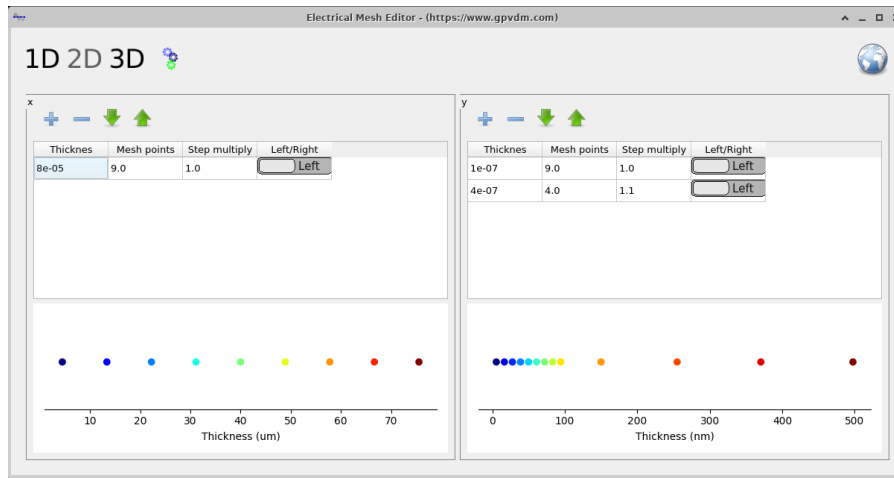 Electrical Mesh Editor - (https://www.gpvdm.com)
1D 2D 3D
x
Thicknes Mesh points Step multiply Left/Right
8e-05 9.0 1.0 Left
10 20 30 40 50 60 70
Thickness (um)
y
Thicknes Mesh points Step multiply Left/Right
1e-07 9.0 1.0 Left
4e-07 4.0 1.1 Left
0 100 200 300 400 500
Thickness (nm)